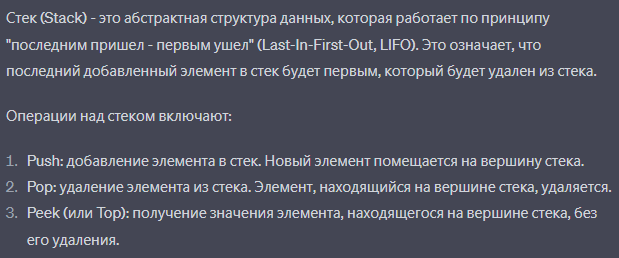 Стек (Stack) - это абстрактная структура данных, которая работает по принципу
"последним пришел - первым ушел" (Last-In-First-Out, LIFO). Это означает, что
последний добавленный элемент в стек будет первым, который будет удален из стека.
Операции над стеком включают:
1. Push: добавление элемента в стек. Новый элемент помещается на вершину стека.
2. Pop: удаление элемента из стека. Элемент, находящийся на вершине стека, удаляется.
3. Peek (или Top): получение значения элемента, находящегося на вершине стека, без
его удаления.